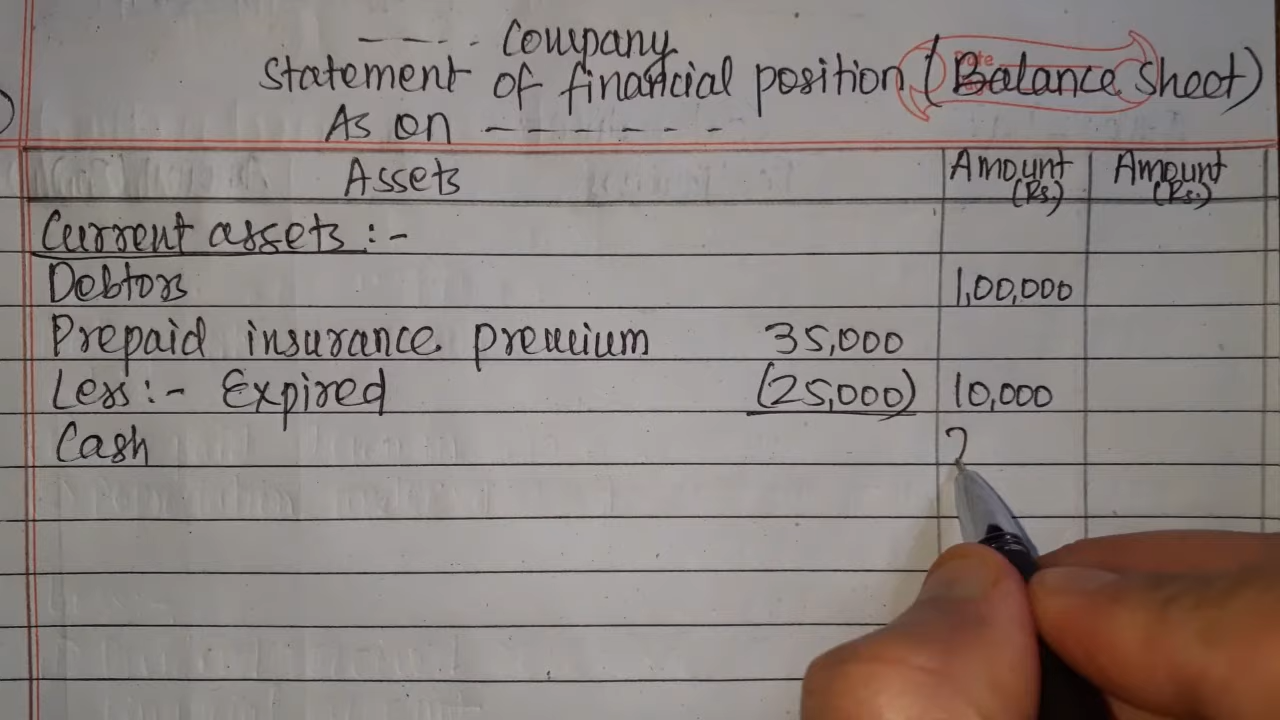 ----. Company
Statement of financial position (Balance Sheet)
As on -------
Assets Amount (Rs.) Amount (Rs.)
Current assets :-
Debtors 1,00,000
Prepaid insurance premium 35,000
Less :- Expired (25,000) 10,000
Cash